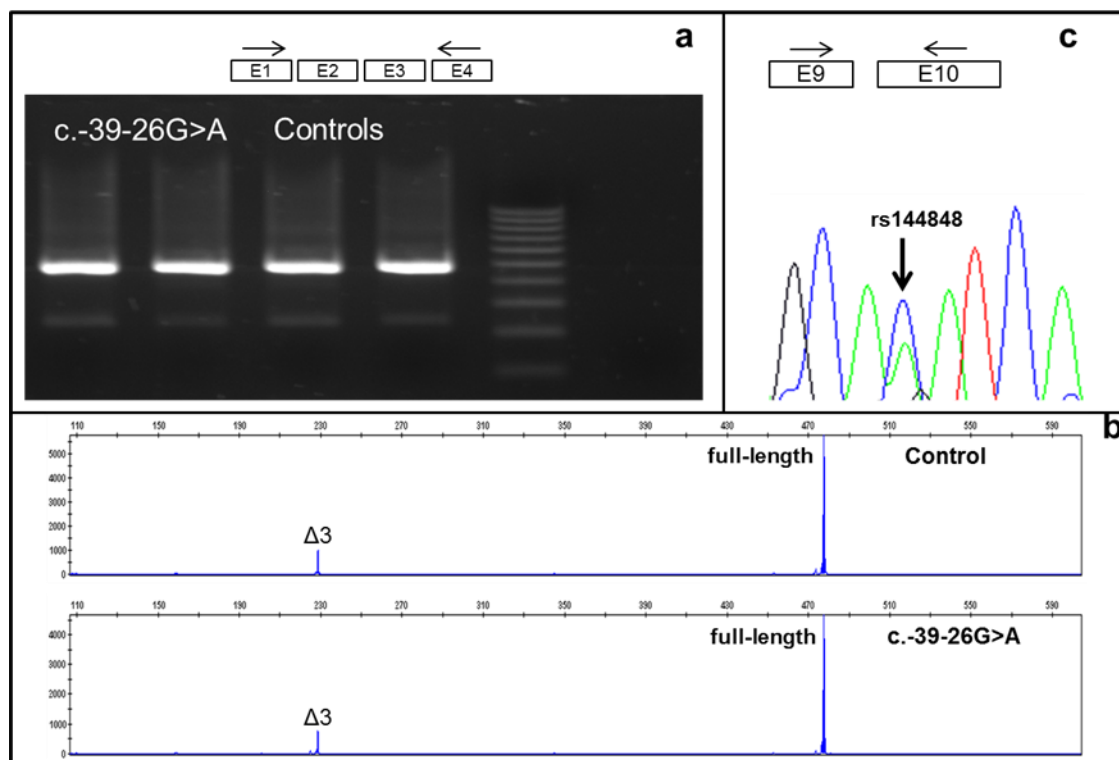 a
E1 E2 E3 E4
c.-39-26G>A Controls
c
E9 E10
rs144848
b
110 150 190 230 270 310 350 390 430 470 510 550 590
5000
4000
3000
2000
1000
0
full-length Control
Δ3
110 150 190 230 270 310 350 390 430 470 510 550 590
4000
3000
2000
1000
0
full-length c.-39-26G>A
Δ3